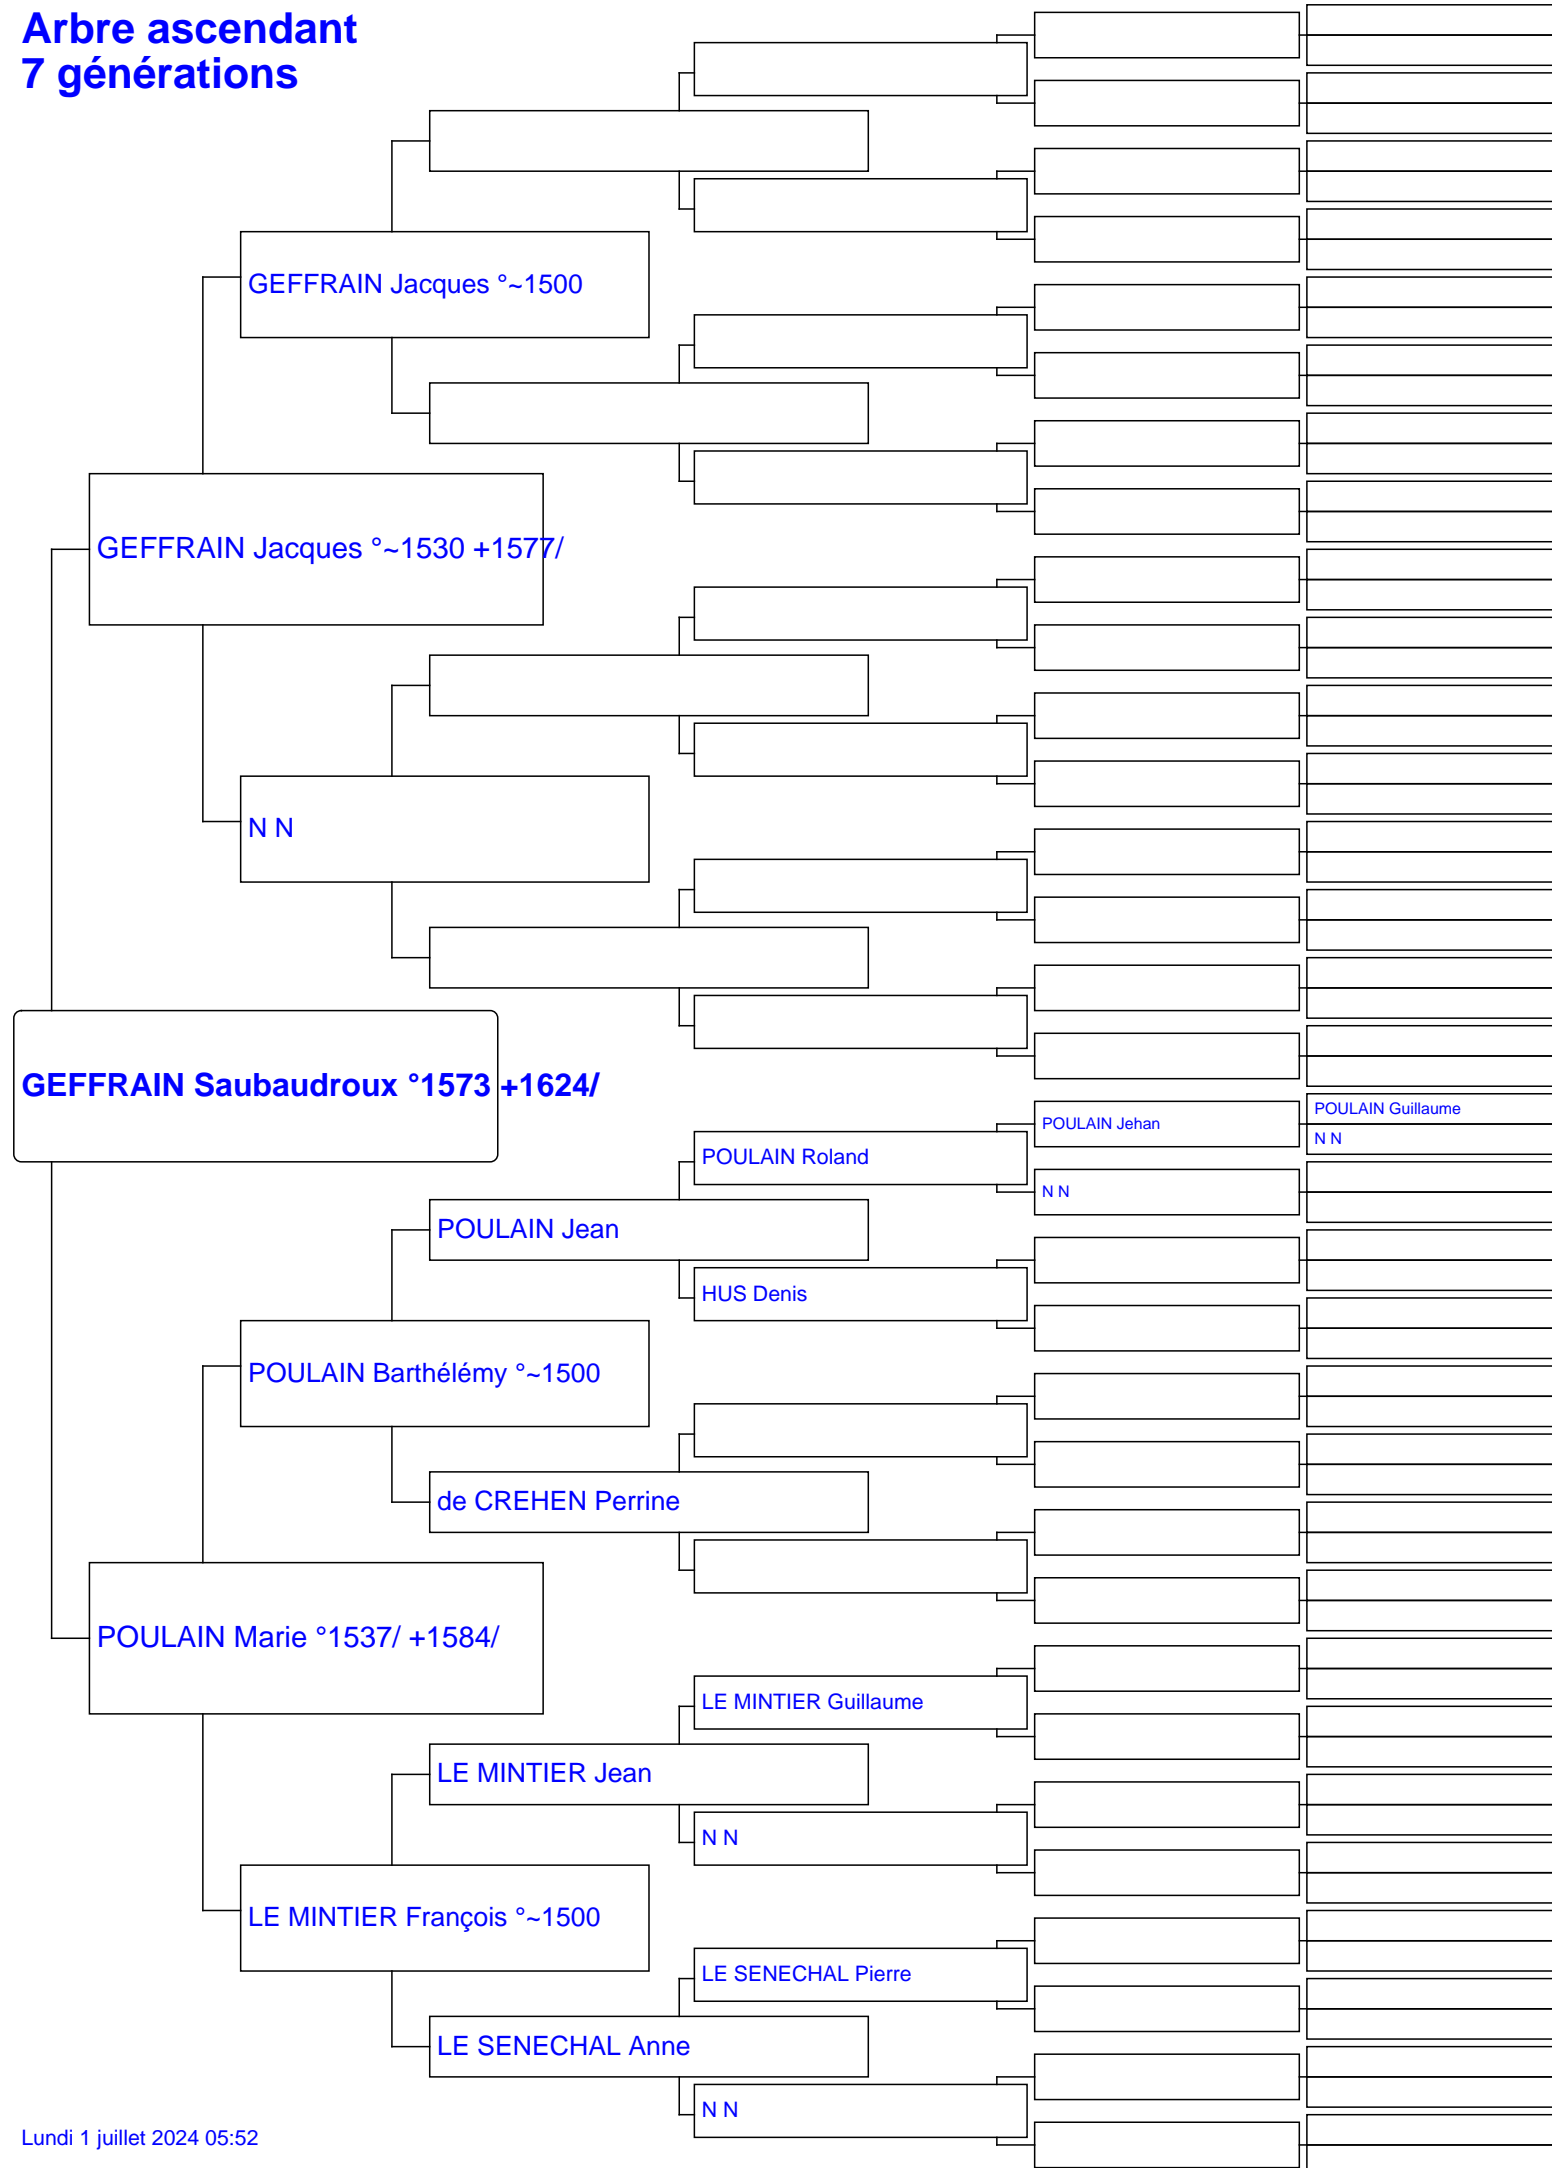 Arbre ascendant
7 générations
GEFFRAIN Jacques °~1500
GEFFRAIN Jacques °~1530 +1577/
N N
GEFFRAIN Saubaudroux °1573 +1624/
POULAIN Guillaume
POULAIN Jehan
N N
POULAIN Roland
N N
POULAIN Jean
HUS Denis
POULAIN Barthélémy °~1500
de CREHEN Perrine
POULAIN Marie °1537/ +1584/
LE MINTIER Guillaume
LE MINTIER Jean
N N
LE MINTIER François °~1500
LE SENECHAL Pierre
LE SENECHAL Anne
N N
Lundi 1 juillet 2024 05:52